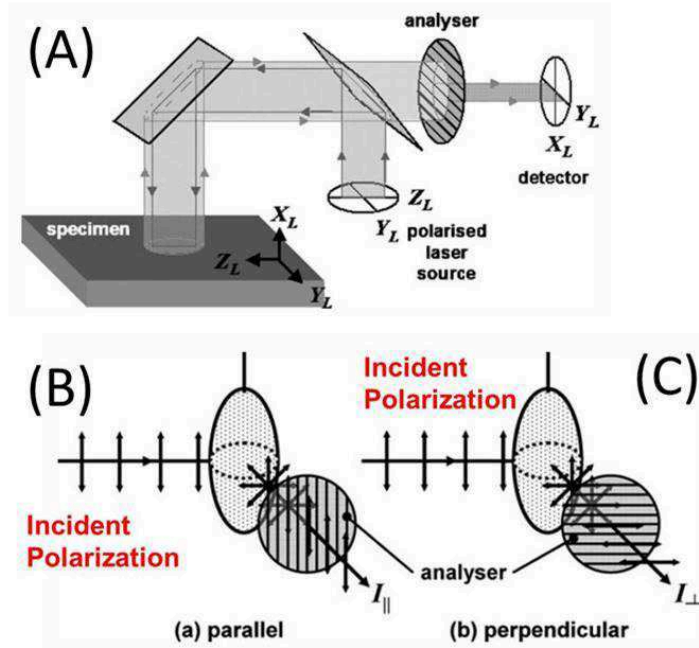 (A)
analyser
Y_L
X_L
detector
Z_L
Y_L polarised
laser
source
specimen
X_L
Z_L
Y_L
(B)
Incident
Polarization
(C)
Incident
Polarization
analyser
I_||
I_⊥
(a) parallel
(b) perpendicular